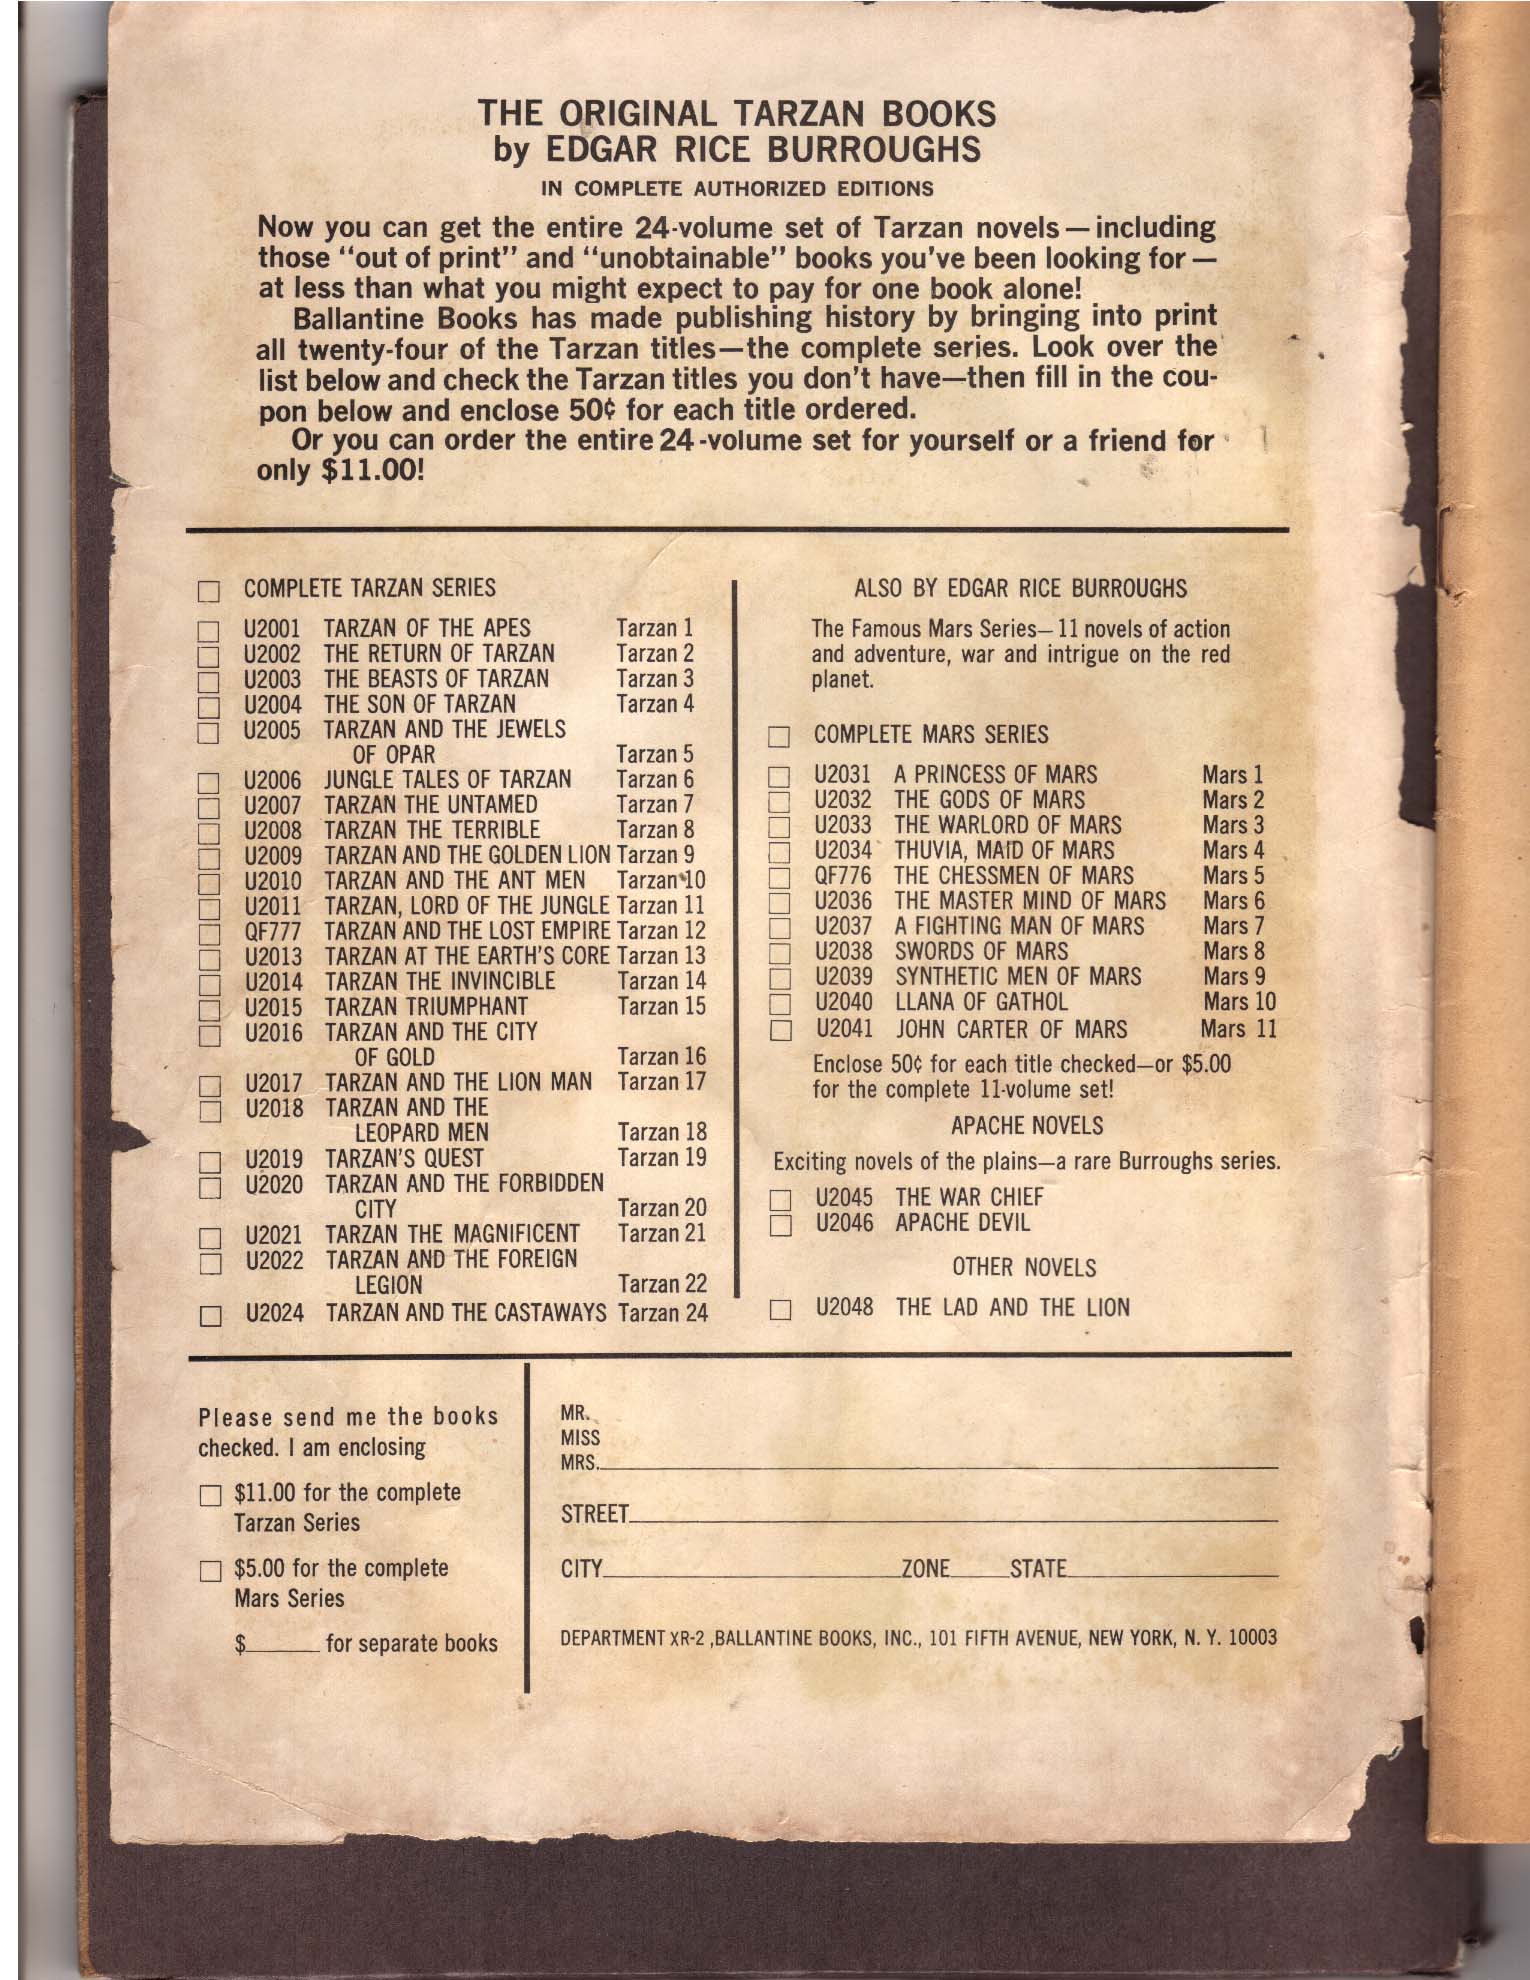 THE ORIGINAL TARZAN BOOKS
by EDGAR RICE BURROUGHS
IN COMPLETE AUTHORIZED EDITIONS
Now you can get the entire 24-volume set of Tarzan novels—including
those "out of print" and "unobtainable" books you've been looking for—
at less than what you might expect to pay for one book alone!
Ballantine Books has made publishing history by bringing into print
all twenty-four of the Tarzan titles—the complete series. Look over the
list below and check the Tarzan titles you don't have—then fill in the cou-
pon below and enclose 50¢ for each title ordered.
Or you can order the entire 24-volume set for yourself or a friend for
only $11.00!
COMPLETE TARZAN SERIES
U2001 TARZAN OF THE APES Tarzan 1
U2002 THE RETURN OF TARZAN Tarzan 2
U2003 THE BEASTS OF TARZAN Tarzan 3
U2004 THE SON OF TARZAN Tarzan 4
U2005 TARZAN AND THE JEWELS
OF OPAR Tarzan 5
U2006 JUNGLE TALES OF TARZAN Tarzan 6
U2007 TARZAN THE UNTAMED Tarzan 7
U2008 TARZAN THE TERRIBLE Tarzan 8
U2009 TARZAN AND THE GOLDEN LION Tarzan 9
U2010 TARZAN AND THE ANT MEN Tarzan 10
U2011 TARZAN, LORD OF THE JUNGLE Tarzan 11
QF777 TARZAN AND THE LOST EMPIRE Tarzan 12
U2013 TARZAN AT THE EARTH'S CORE Tarzan 13
U2014 TARZAN THE INVINCIBLE Tarzan 14
U2015 TARZAN TRIUMPHANT Tarzan 15
U2016 TARZAN AND THE CITY
OF GOLD Tarzan 16
U2017 TARZAN AND THE LION MAN Tarzan 17
U2018 TARZAN AND THE
LEOPARD MEN Tarzan 18
U2019 TARZAN'S QUEST Tarzan 19
U2020 TARZAN AND THE FORBIDDEN
CITY Tarzan 20
U2021 TARZAN THE MAGNIFICENT Tarzan 21
U2022 TARZAN AND THE FOREIGN
LEGION Tarzan 22
U2024 TARZAN AND THE CASTAWAYS Tarzan 24
ALSO BY EDGAR RICE BURROUGHS
The Famous Mars Series—11 novels of action
and adventure, war and intrigue on the red
planet.
COMPLETE MARS SERIES
U2031 A PRINCESS OF MARS Mars 1
U2032 THE GODS OF MARS Mars 2
U2033 THE WARLORD OF MARS Mars 3
U2034 THUVIA, MAID OF MARS Mars 4
QF776 THE CHESSMEN OF MARS Mars 5
U2036 THE MASTER MIND OF MARS Mars 6
U2037 A FIGHTING MAN OF MARS Mars 7
U2038 SWORDS OF MARS Mars 8
U2039 SYNTHETIC MEN OF MARS Mars 9
U2040 LLANA OF GATHOL Mars 10
U2041 JOHN CARTER OF MARS Mars 11
Enclose 50¢ for each title checked—or $5.00
for the complete 11-volume set!
APACHE NOVELS
Exciting novels of the plains—a rare Burroughs series.
U2045 THE WAR CHIEF
U2046 APACHE DEVIL
OTHER NOVELS
U2048 THE LAD AND THE LION
Please send me the books
checked. I am enclosing
$11.00 for the complete
Tarzan Series
$5.00 for the complete
Mars Series
$______ for separate books
MR.
MISS
MRS.
STREET
CITY ZONE STATE
DEPARTMENT XR-2, BALLANTINE BOOKS, INC., 101 FIFTH AVENUE, NEW YORK, N. Y. 10003